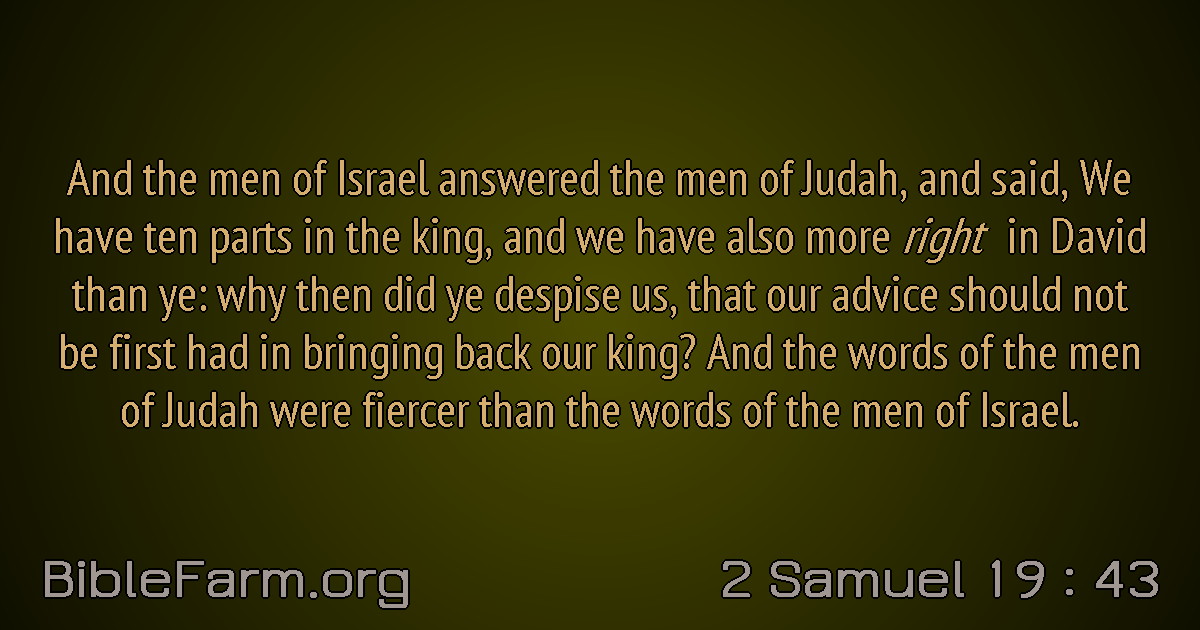 And the men of Israel answered the men of Judah, and said, We
have ten parts in the king, and we have also more right in David
than ye: why then did ye despise us, that our advice should not
be first had in bringing back our king? And the words of the men
of Judah were fiercer than the words of the men of Israel.
BibleFarm.org
2 Samuel 19 : 43